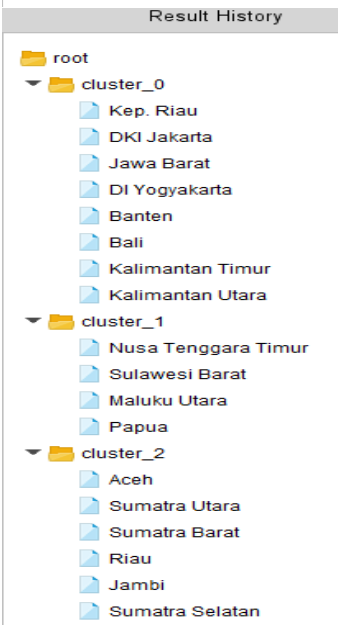 Result History
root
cluster_0
Kep. Riau
DKI Jakarta
Jawa Barat
DI Yogyakarta
Banten
Bali
Kalimantan Timur
Kalimantan Utara
cluster_1
Nusa Tenggara Timur
Sulawesi Barat
Maluku Utara
Papua
cluster_2
Aceh
Sumatra Utara
Sumatra Barat
Riau
Jambi
Sumatra Selatan